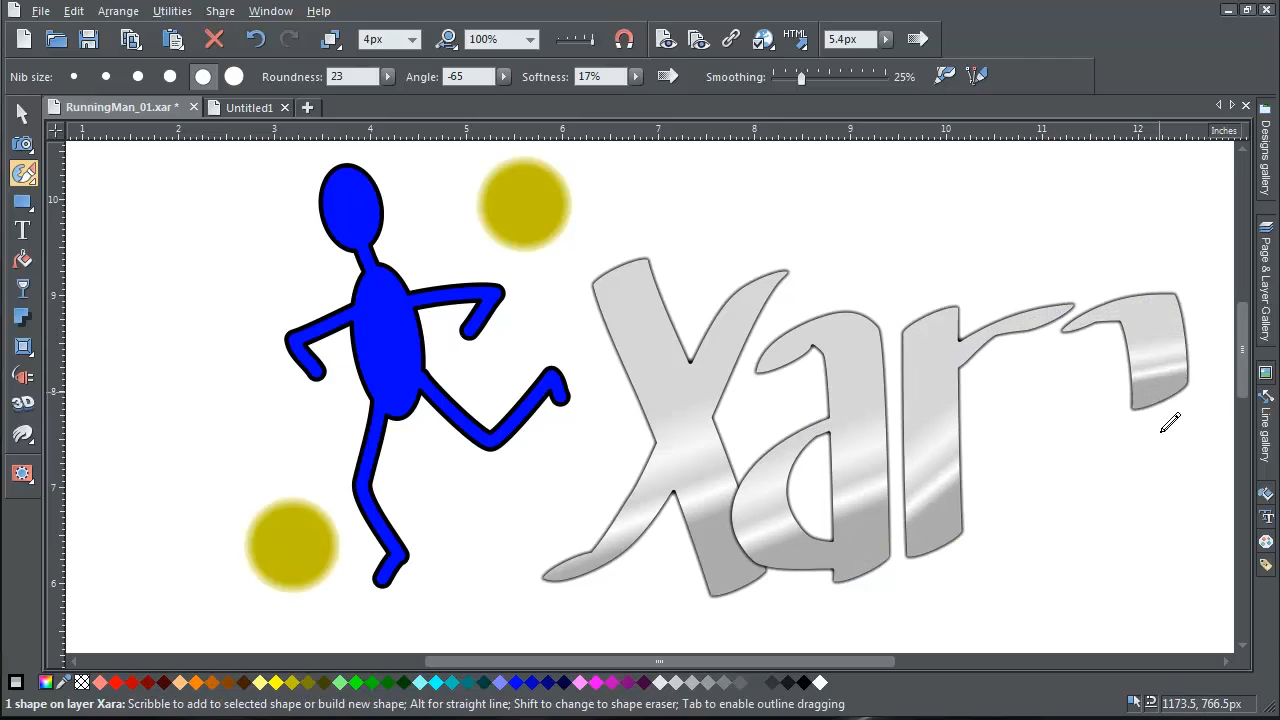 File Edit Arrange Utilities Share Window Help
4px 100% HTML 5.4px
Nib size: Roundness: 23 Angle: -65 Softness: 17% Smoothing: 25%
RunningMan_01.xar * Untitled1
1 2 3 4 5 6 7 8 9 10 11 12 Inches
10
9
8
7
6
Xar
T
3D
Designs gallery
Page & Layer Gallery
Line gallery
1 shape on layer Xara: Scribble to add to selected shape or build new shape; Alt for straight line; Shift to change to shape eraser; Tab to enable outline dragging 1173.5, 766.5px